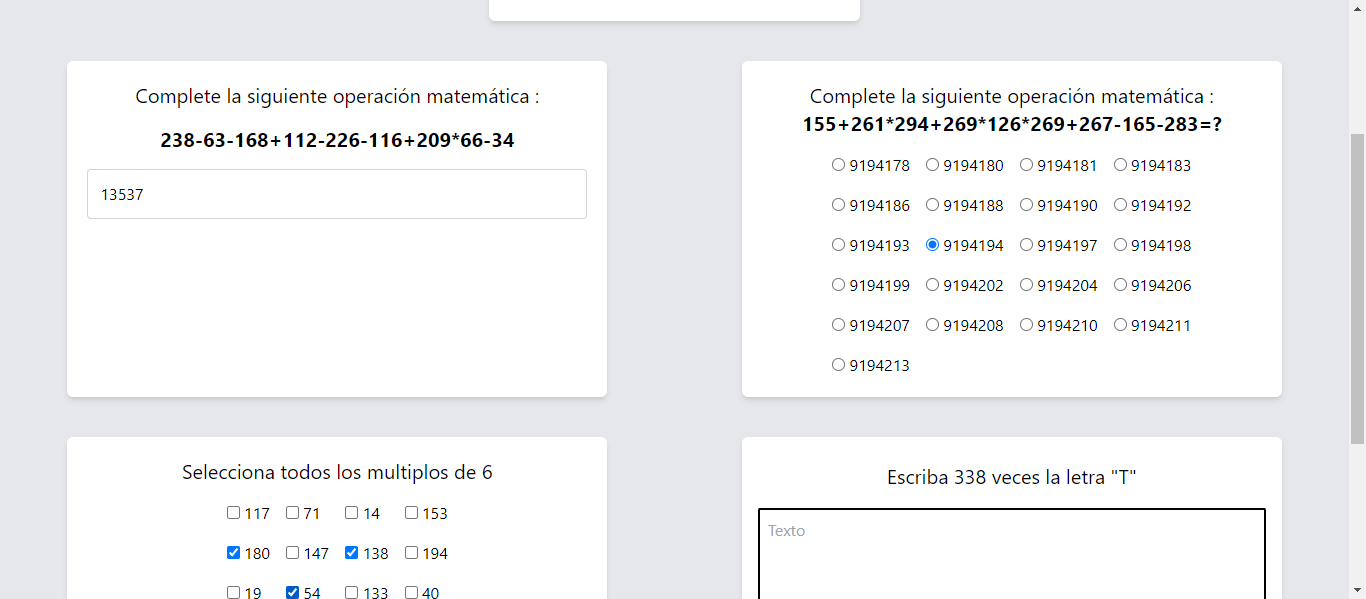 Complete la siguiente operación matemática :
238-63-168+112-226-116+209*66-34
13537
Complete la siguiente operación matemática :
155+261*294+269*126*269+267-165-283=?
9194178 9194180 9194181 9194183
9194186 9194188 9194190 9194192
9194193 9194194 9194197 9194198
9194199 9194202 9194204 9194206
9194207 9194208 9194210 9194211
9194213
Selecciona todos los multiplos de 6
117 71 14 153
180 147 138 194
19 54 133 40
Escriba 338 veces la letra "T"
Texto